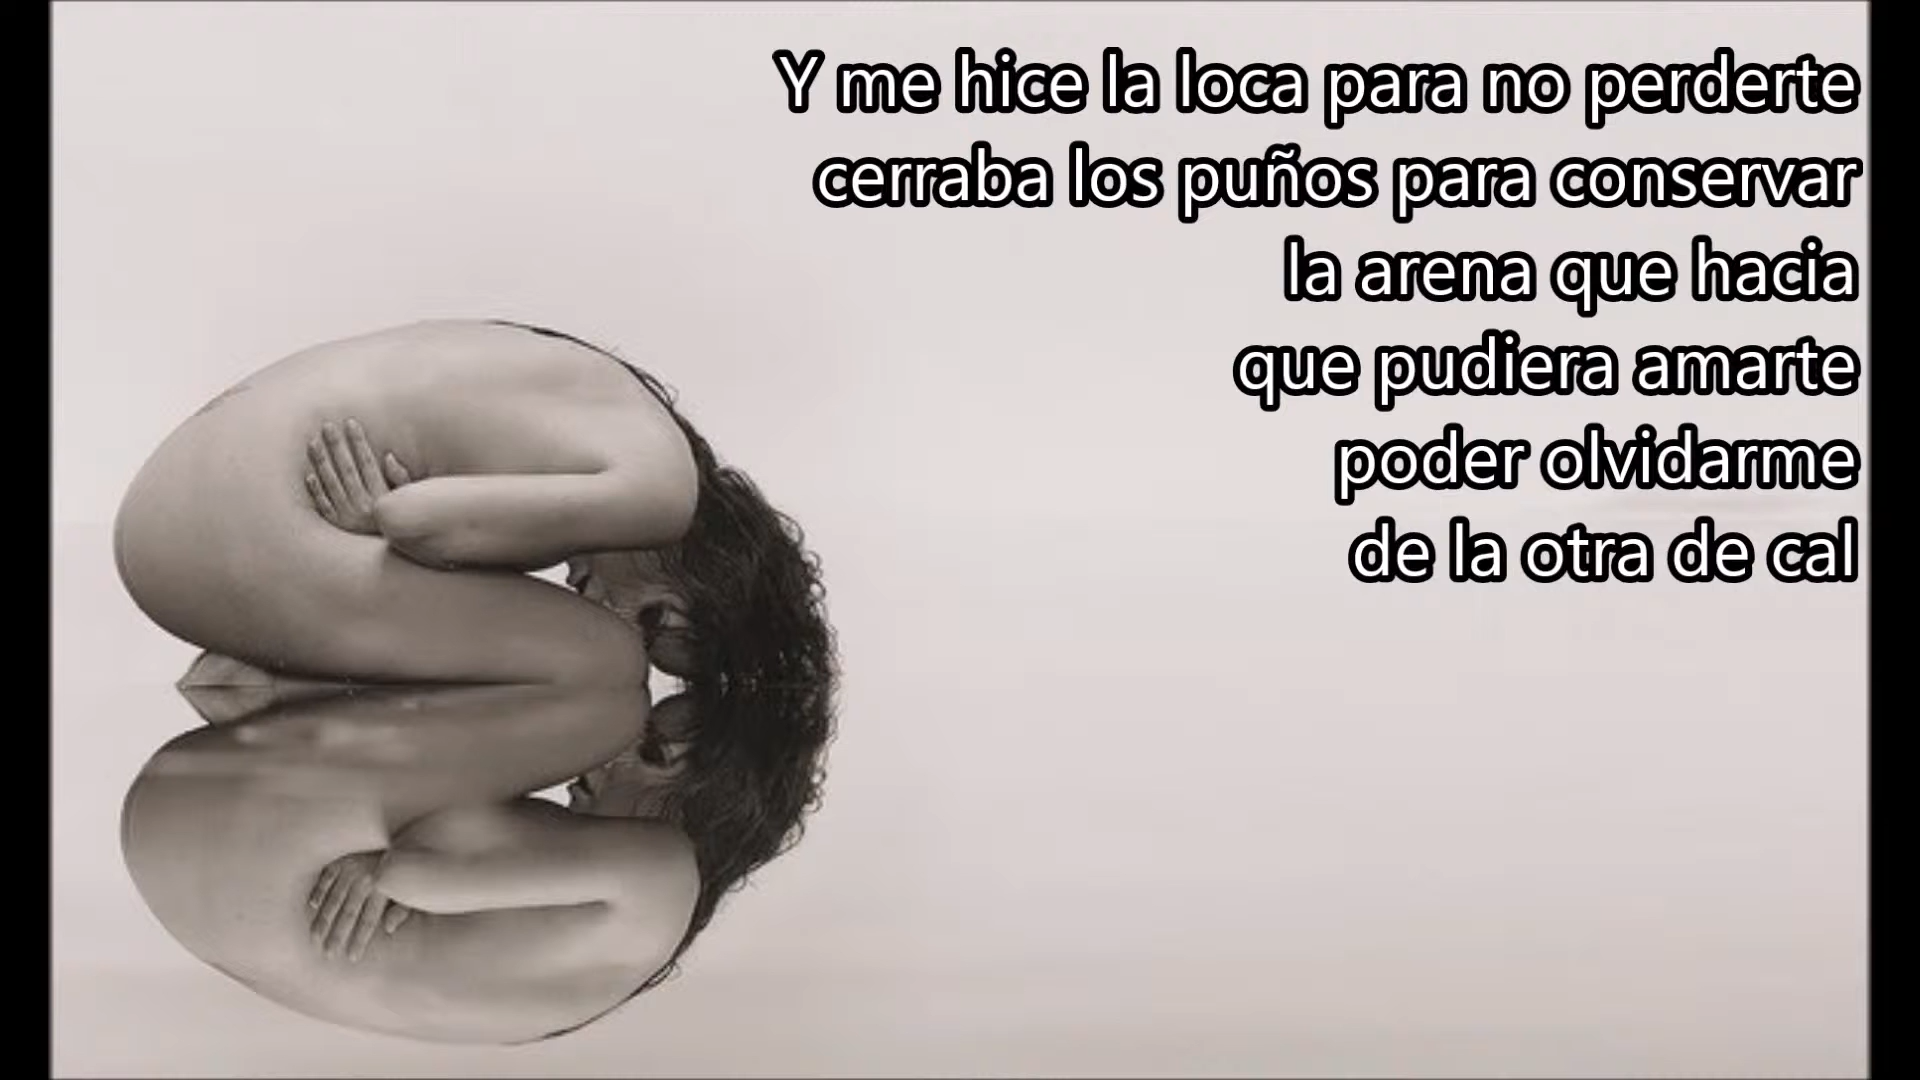 Y me hice la loca para no perderte
cerraba los puños para conservar
la arena que hacia
que pudiera amarte
poder olvidarme
de la otra de cal